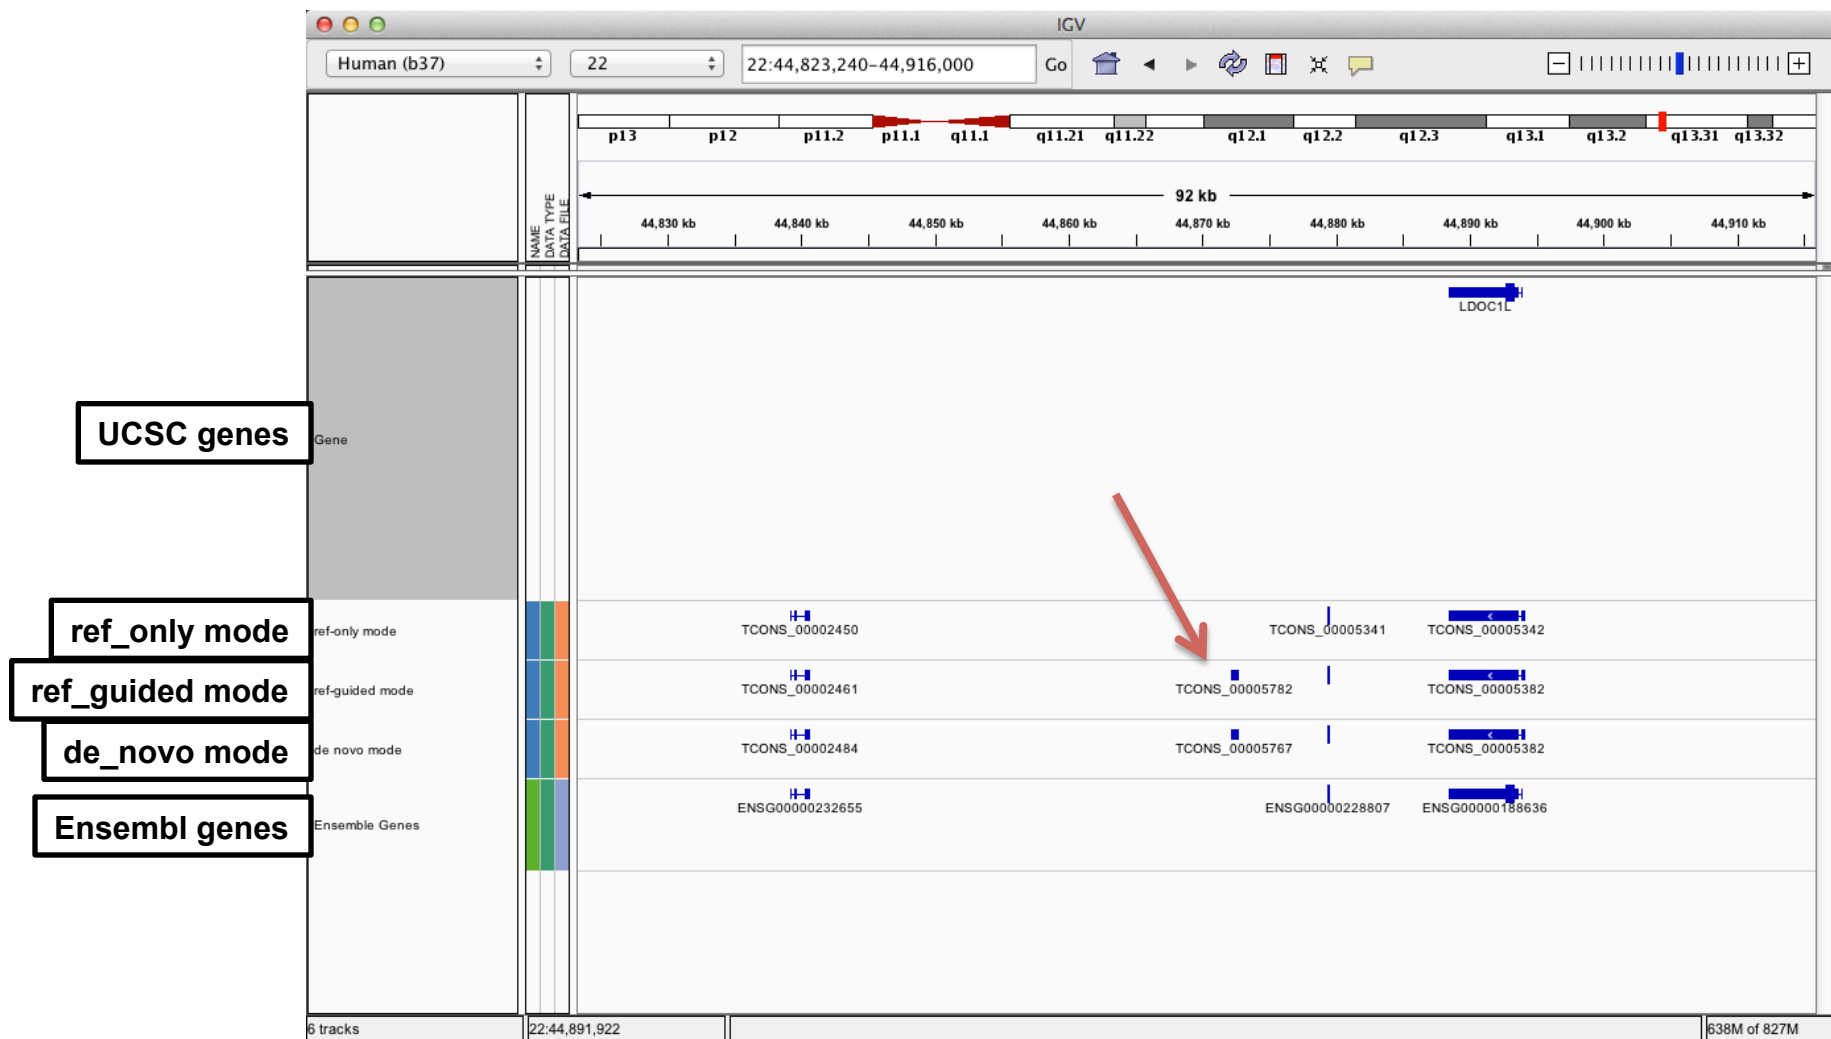 IGV
Human (b37)
22
22:44,823,240-44,916,000
Go
p13 p12 p11.2 p11.1 q11.1 q11.21 q11.22 q12.1 q12.2 q12.3 q13.1 q13.2 q13.31 q13.32
92 kb
44,830 kb 44,840 kb 44,850 kb 44,860 kb 44,870 kb 44,880 kb 44,890 kb 44,900 kb 44,910 kb
NAME
DATA TYPE
DATA FILE
LDOC1L
UCSC genes
Gene
ref_only mode
ref-only mode
TCONS_00002450 TCONS_00005341 TCONS_00005342
ref_guided mode
ref-guided mode
TCONS_00002461 TCONS_00005782 TCONS_00005382
de_novo mode
de novo mode
TCONS_00002484 TCONS_00005767 TCONS_00005382
Ensembl genes
Ensemble Genes
ENSG00000232655 ENSG00000228807 ENSG00000188636
6 tracks
22:44,891,922
638M of 827M